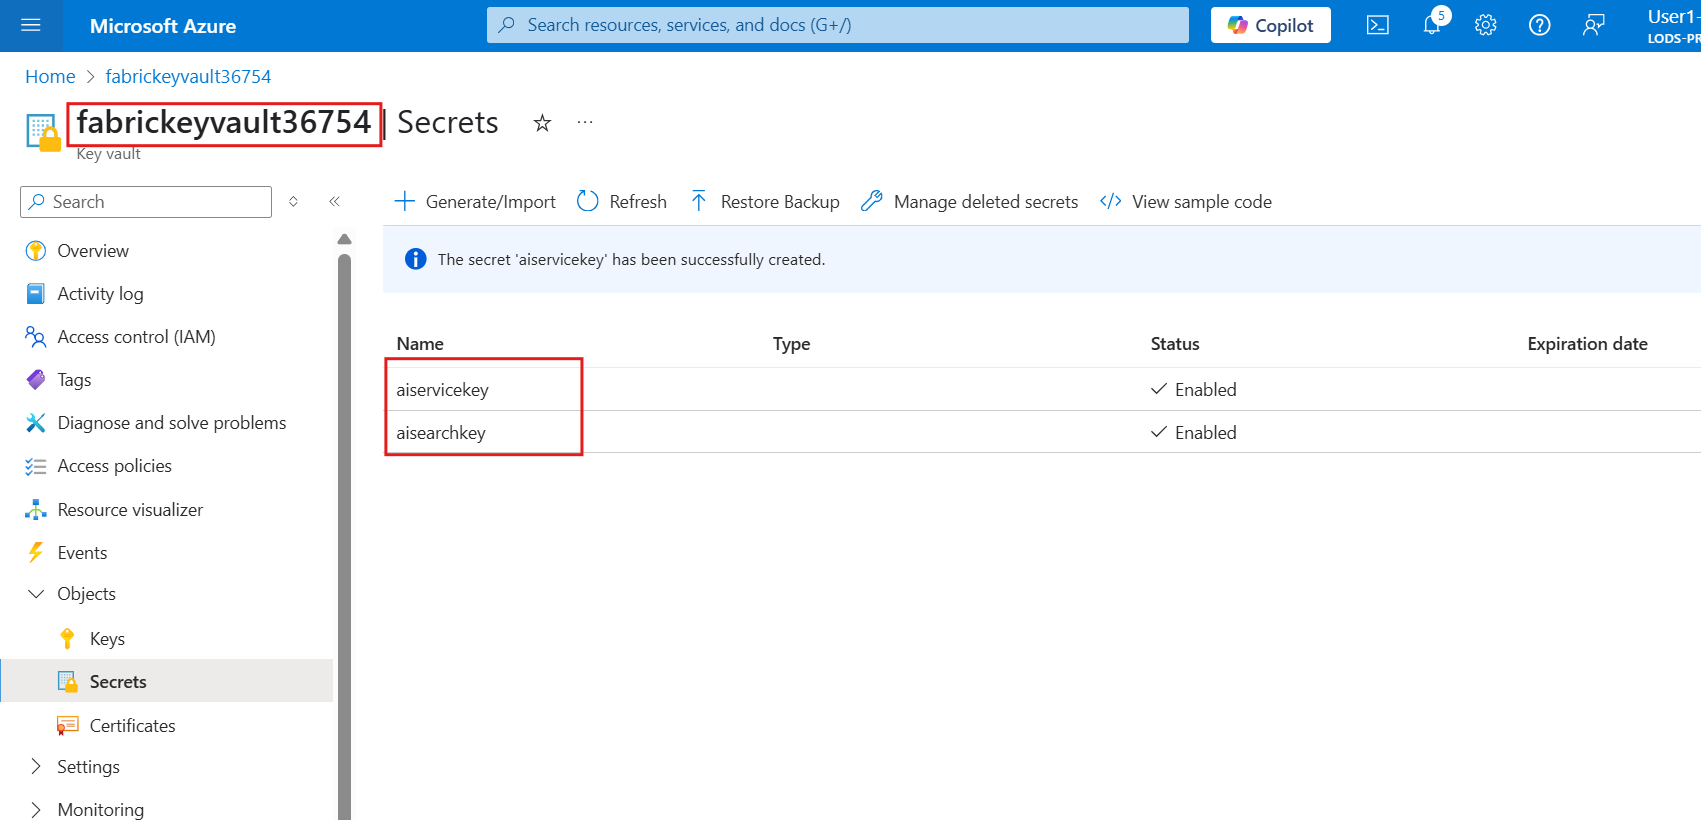 Microsoft Azure
Search resources, services, and docs (G+/)
Copilot
5
User1-
LODS-PR
Home > fabrickeyvault36754
fabrickeyvault36754 | Secrets
Key vault
Search
Generate/Import
Refresh
Restore Backup
Manage deleted secrets
View sample code
Overview
Activity log
Access control (IAM)
Tags
Diagnose and solve problems
Access policies
Resource visualizer
Events
Objects
Keys
Secrets
Certificates
Settings
Monitoring
The secret 'aiservicekey' has been successfully created.
Name Type Status Expiration date
aiservicekey Enabled
aisearchkey Enabled